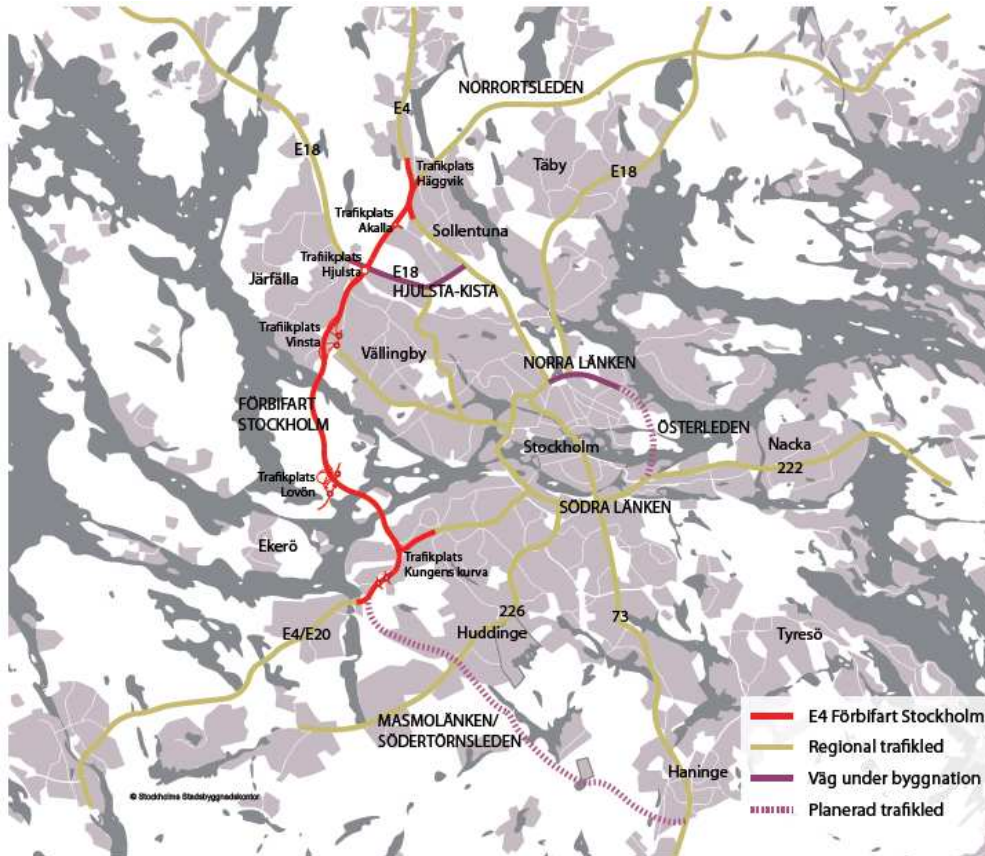 NORRORTSLEDEN
E4
E18
Trafikplats
Häggvik
Täby
E18
Trafikplats
Akalla
Sollentuna
Trafiikplats
Hjulsta
E18
HJULSTA-KISTA
Järfälla
Trafiikplats
Vinsta
Vällingby
NORRA LÄNKEN
FÖRBIFART
STOCKHOLM
ÖSTERLEDEN
Stockholm
Nacka
222
Trafikplats
Lovön
SÖDRA LÄNKEN
Ekerö
Trafikplats
Kungens kurva
226
73
E4/E20
Huddinge
Tyresö
MASMOLÄNKEN/
SÖDERTÖRNSLEDEN
Haninge
E4 Förbifart Stockholm
Regional trafikled
Väg under byggnation
Planerad trafikled
© Stockholms Stadsbyggnadskontor